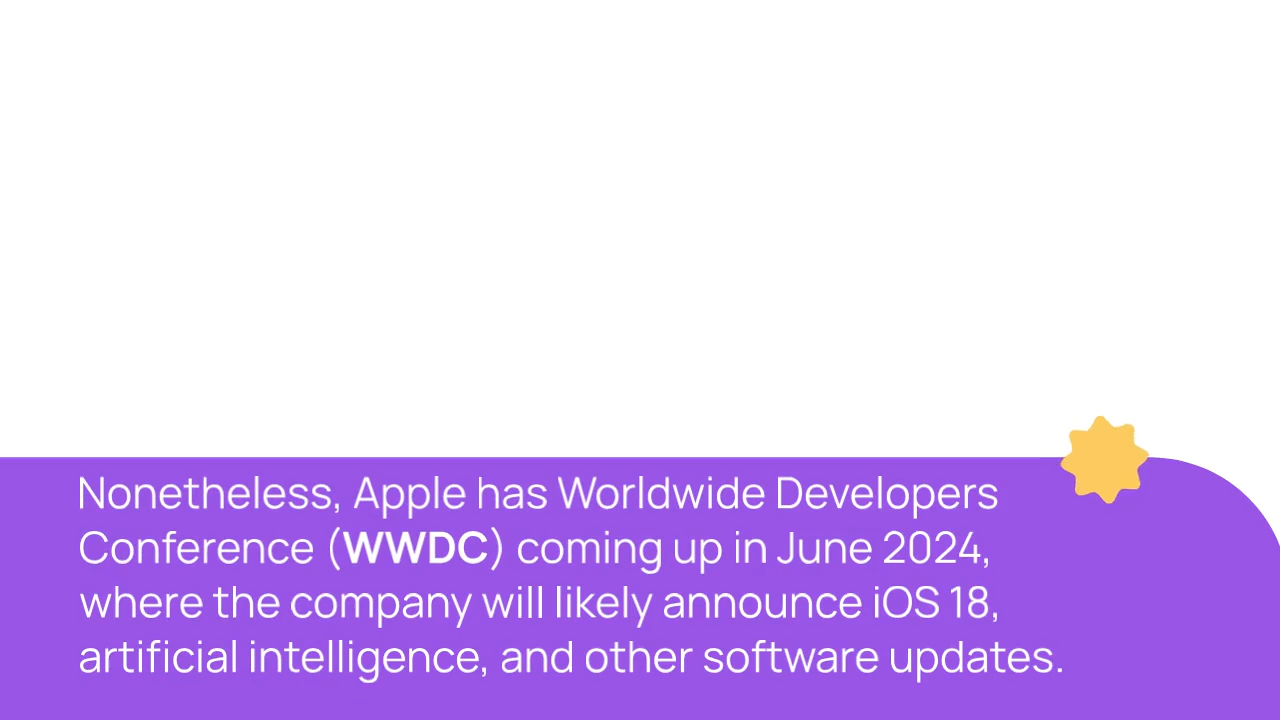 Nonetheless, Apple has Worldwide Developers
Conference (WWDC) coming up in June 2024,
where the company will likely announce iOS 18,
artificial intelligence, and other software updates.